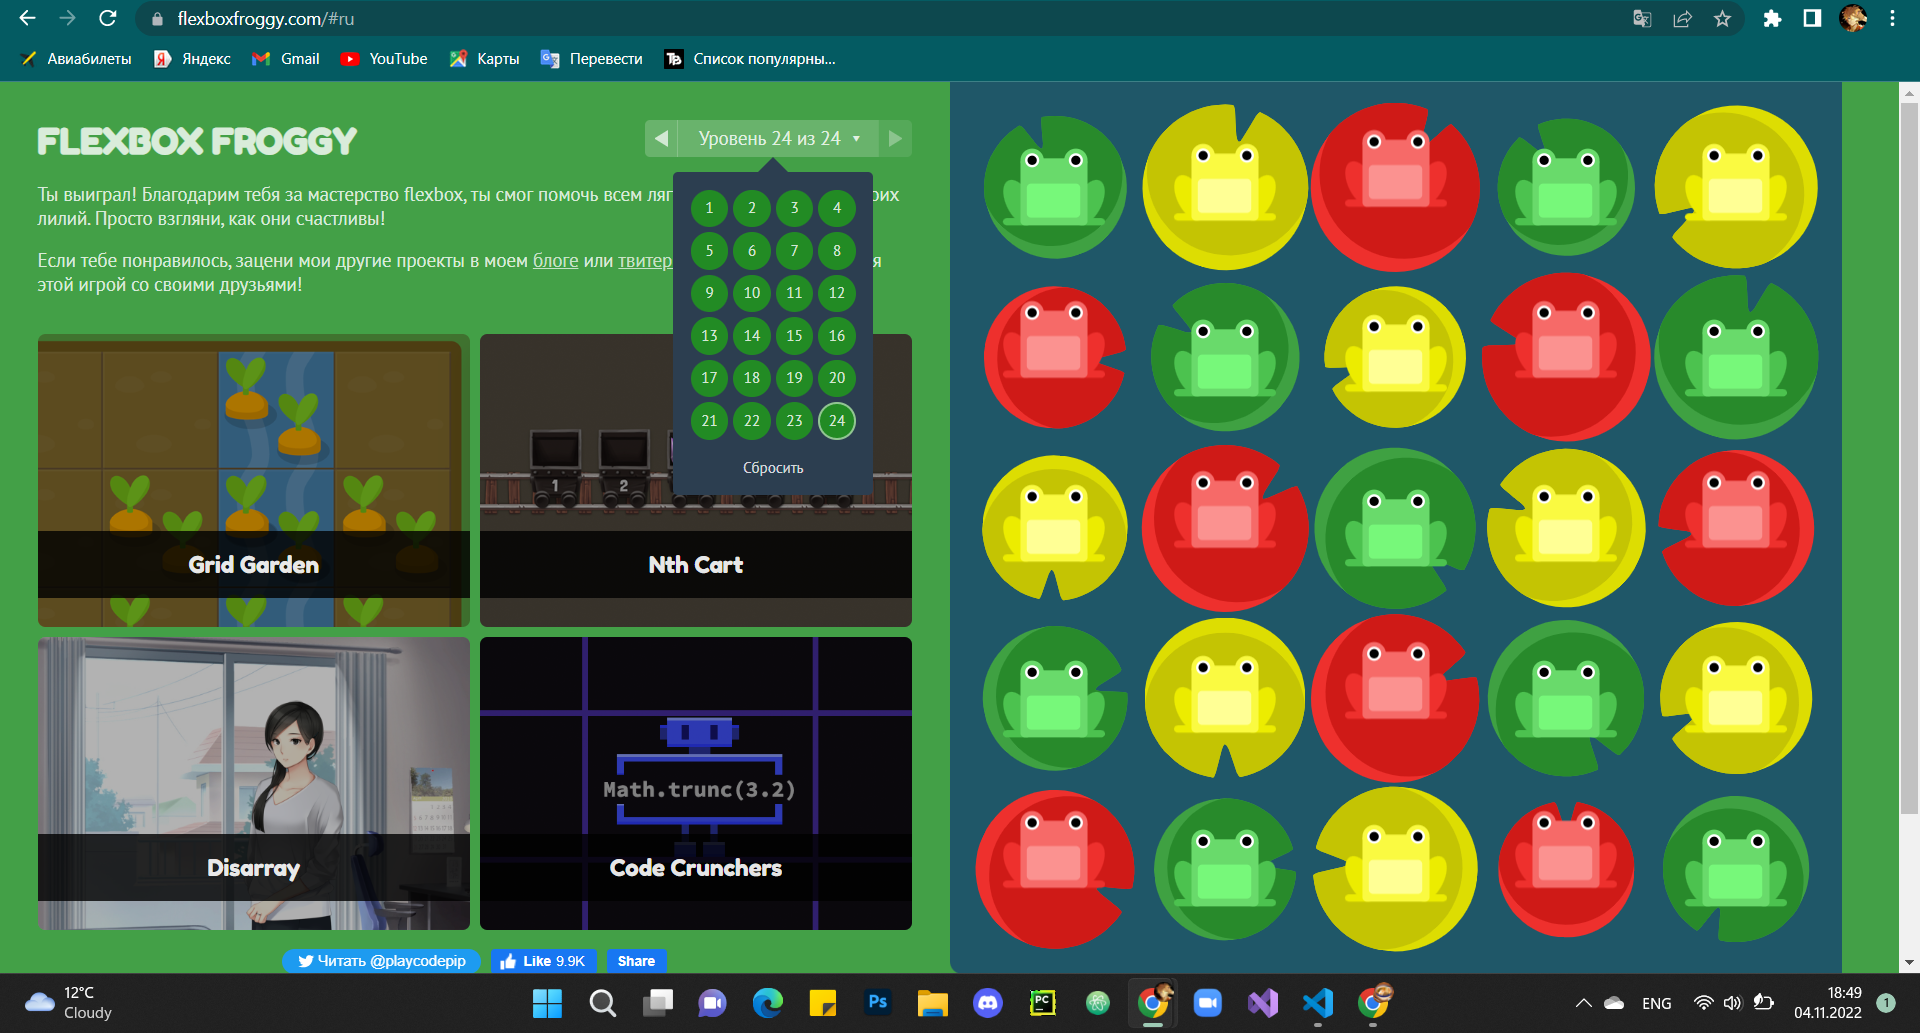 flexboxfroggy.com/#ru
Авиабилеты Яндекс Gmail YouTube Карты Перевести Список популярны...
FLEXBOX FROGGY
Уровень 24 из 24
Ты выиграл! Благодарим тебя за мастерство flexbox, ты смог помочь всем
лилий. Просто взгляни, как они счастливы!
Если тебе понравилось, зацени мои другие проекты в моем блоге или твитер
этой игрой со своими друзьями!
1 2 3 4
5 6 7 8
9 10 11 12
13 14 15 16
17 18 19 20
21 22 23 24
Сбросить
1 2
Grid Garden
Nth Cart
Math.trunc(3.2)
Disarray
Code Crunchers
Читать @playcodepip
Like 9.9K
Share
12°C
Cloudy
Ps
PC
ENG
18:49
04.11.2022
1